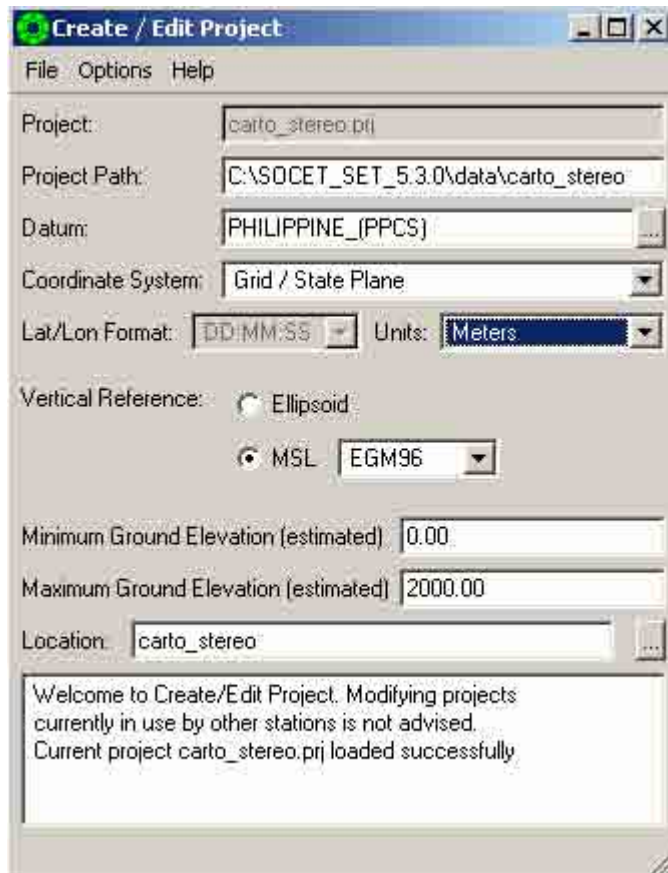 Create / Edit Project
File Options Help
Project: carto_stereo.prj
Project Path: C:\SOCET_SET_5.3.0\data\carto_stereo
Datum: PHILIPPINE_(PPCS) ...
Coordinate System: Grid / State Plane
Lat/Lon Format: DD:MM:SS Units: Meters
Vertical Reference: Ellipsoid
MSL EGM96
Minimum Ground Elevation (estimated) 0.00
Maximum Ground Elevation (estimated) 2000.00
Location: carto_stereo ...
Welcome to Create/Edit Project. Modifying projects
currently in use by other stations is not advised.
Current project carto_stereo.prj loaded successfully